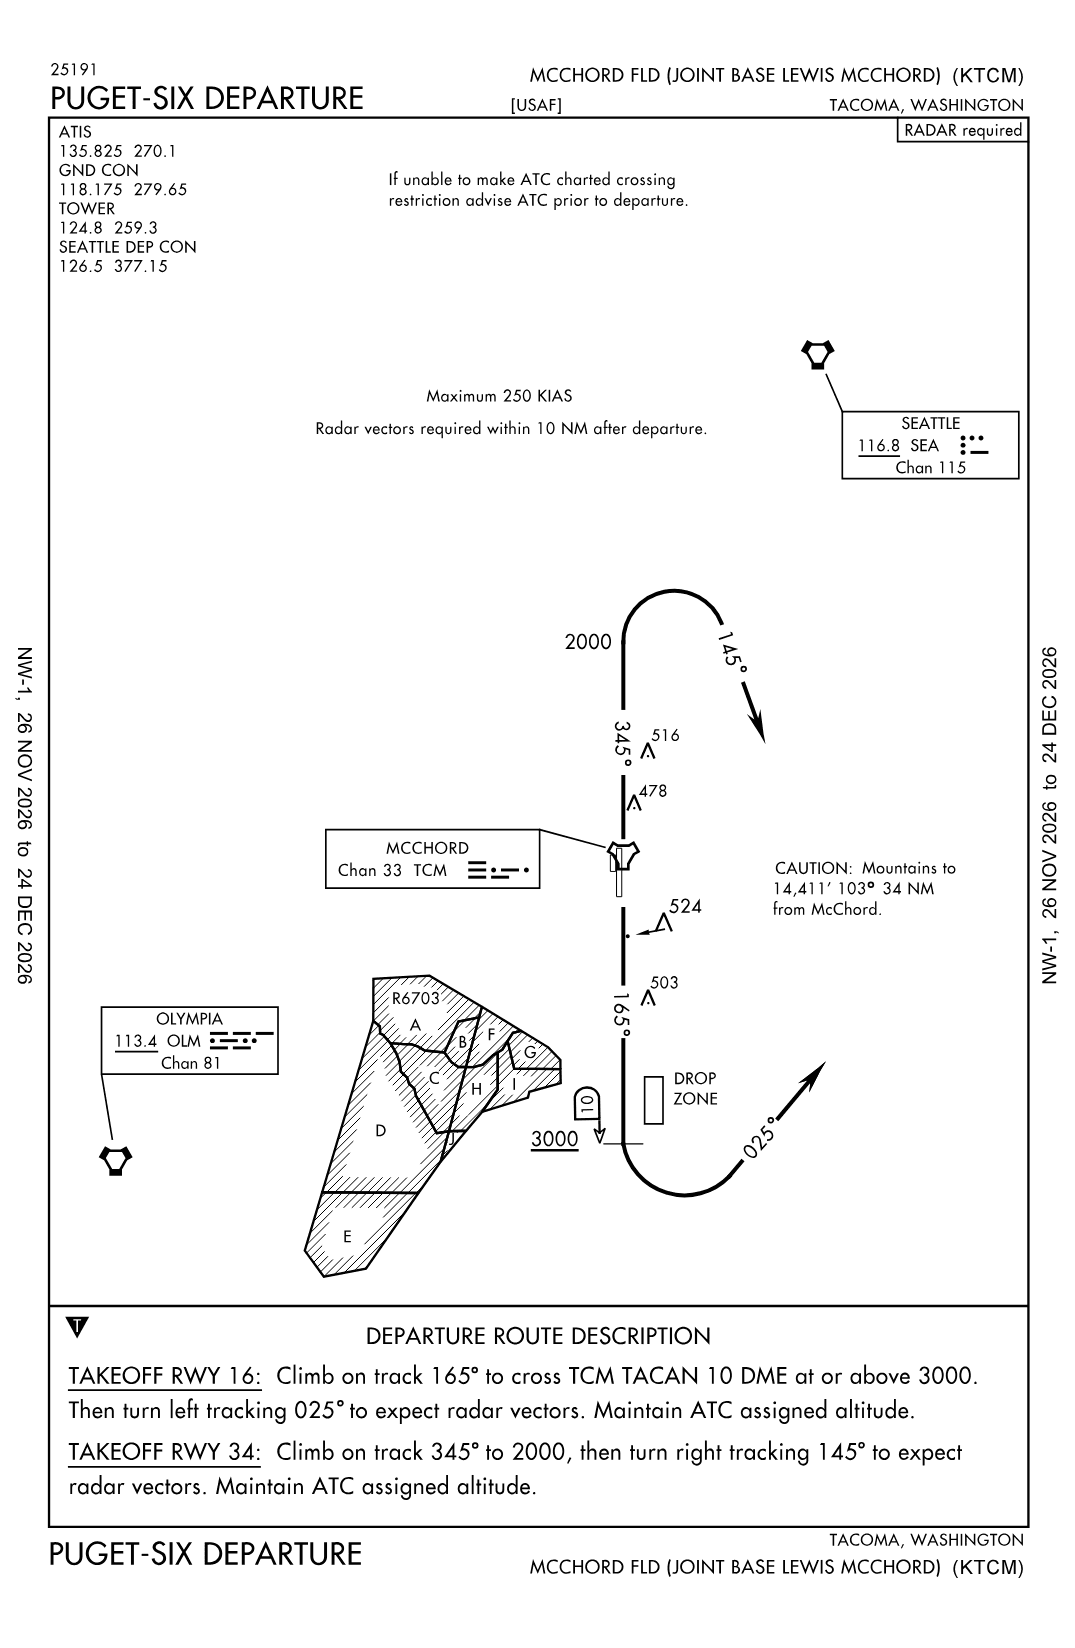 25191
PUGET-SIX DEPARTURE
MCCHORD FLD (JOINT BASE LEWIS MCCHORD) (KTCM)
[USAF]
TACOMA, WASHINGTON
ATIS
135.825 270.1
GND CON
118.175 279.65
TOWER
124.8 259.3
SEATTLE DEP CON
126.5 377.15
RADAR required
If unable to make ATC charted crossing
restriction advise ATC prior to departure.
Maximum 250 KIAS
Radar vectors required within 10 NM after departure.
SEATTLE
116.8 SEA
Chan 115
2000
145°
345°
516
478
MCCHORD
Chan 33 TCM
CAUTION: Mountains to
14,411' 103° 34 NM
from McChord.
524
503
165°
R6703
A
B
F
G
C
H
I
D
J
E
OLYMPIA
113.4 OLM
Chan 81
DROP
ZONE
10
3000
025°
NW-1, 26 NOV 2026 to 24 DEC 2026
NW-1, 26 NOV 2026 to 24 DEC 2026
T
DEPARTURE ROUTE DESCRIPTION
TAKEOFF RWY 16: Climb on track 165° to cross TCM TACAN 10 DME at or above 3000.
Then turn left tracking 025° to expect radar vectors. Maintain ATC assigned altitude.
TAKEOFF RWY 34: Climb on track 345° to 2000, then turn right tracking 145° to expect
radar vectors. Maintain ATC assigned altitude.
PUGET-SIX DEPARTURE
TACOMA, WASHINGTON
MCCHORD FLD (JOINT BASE LEWIS MCCHORD) (KTCM)